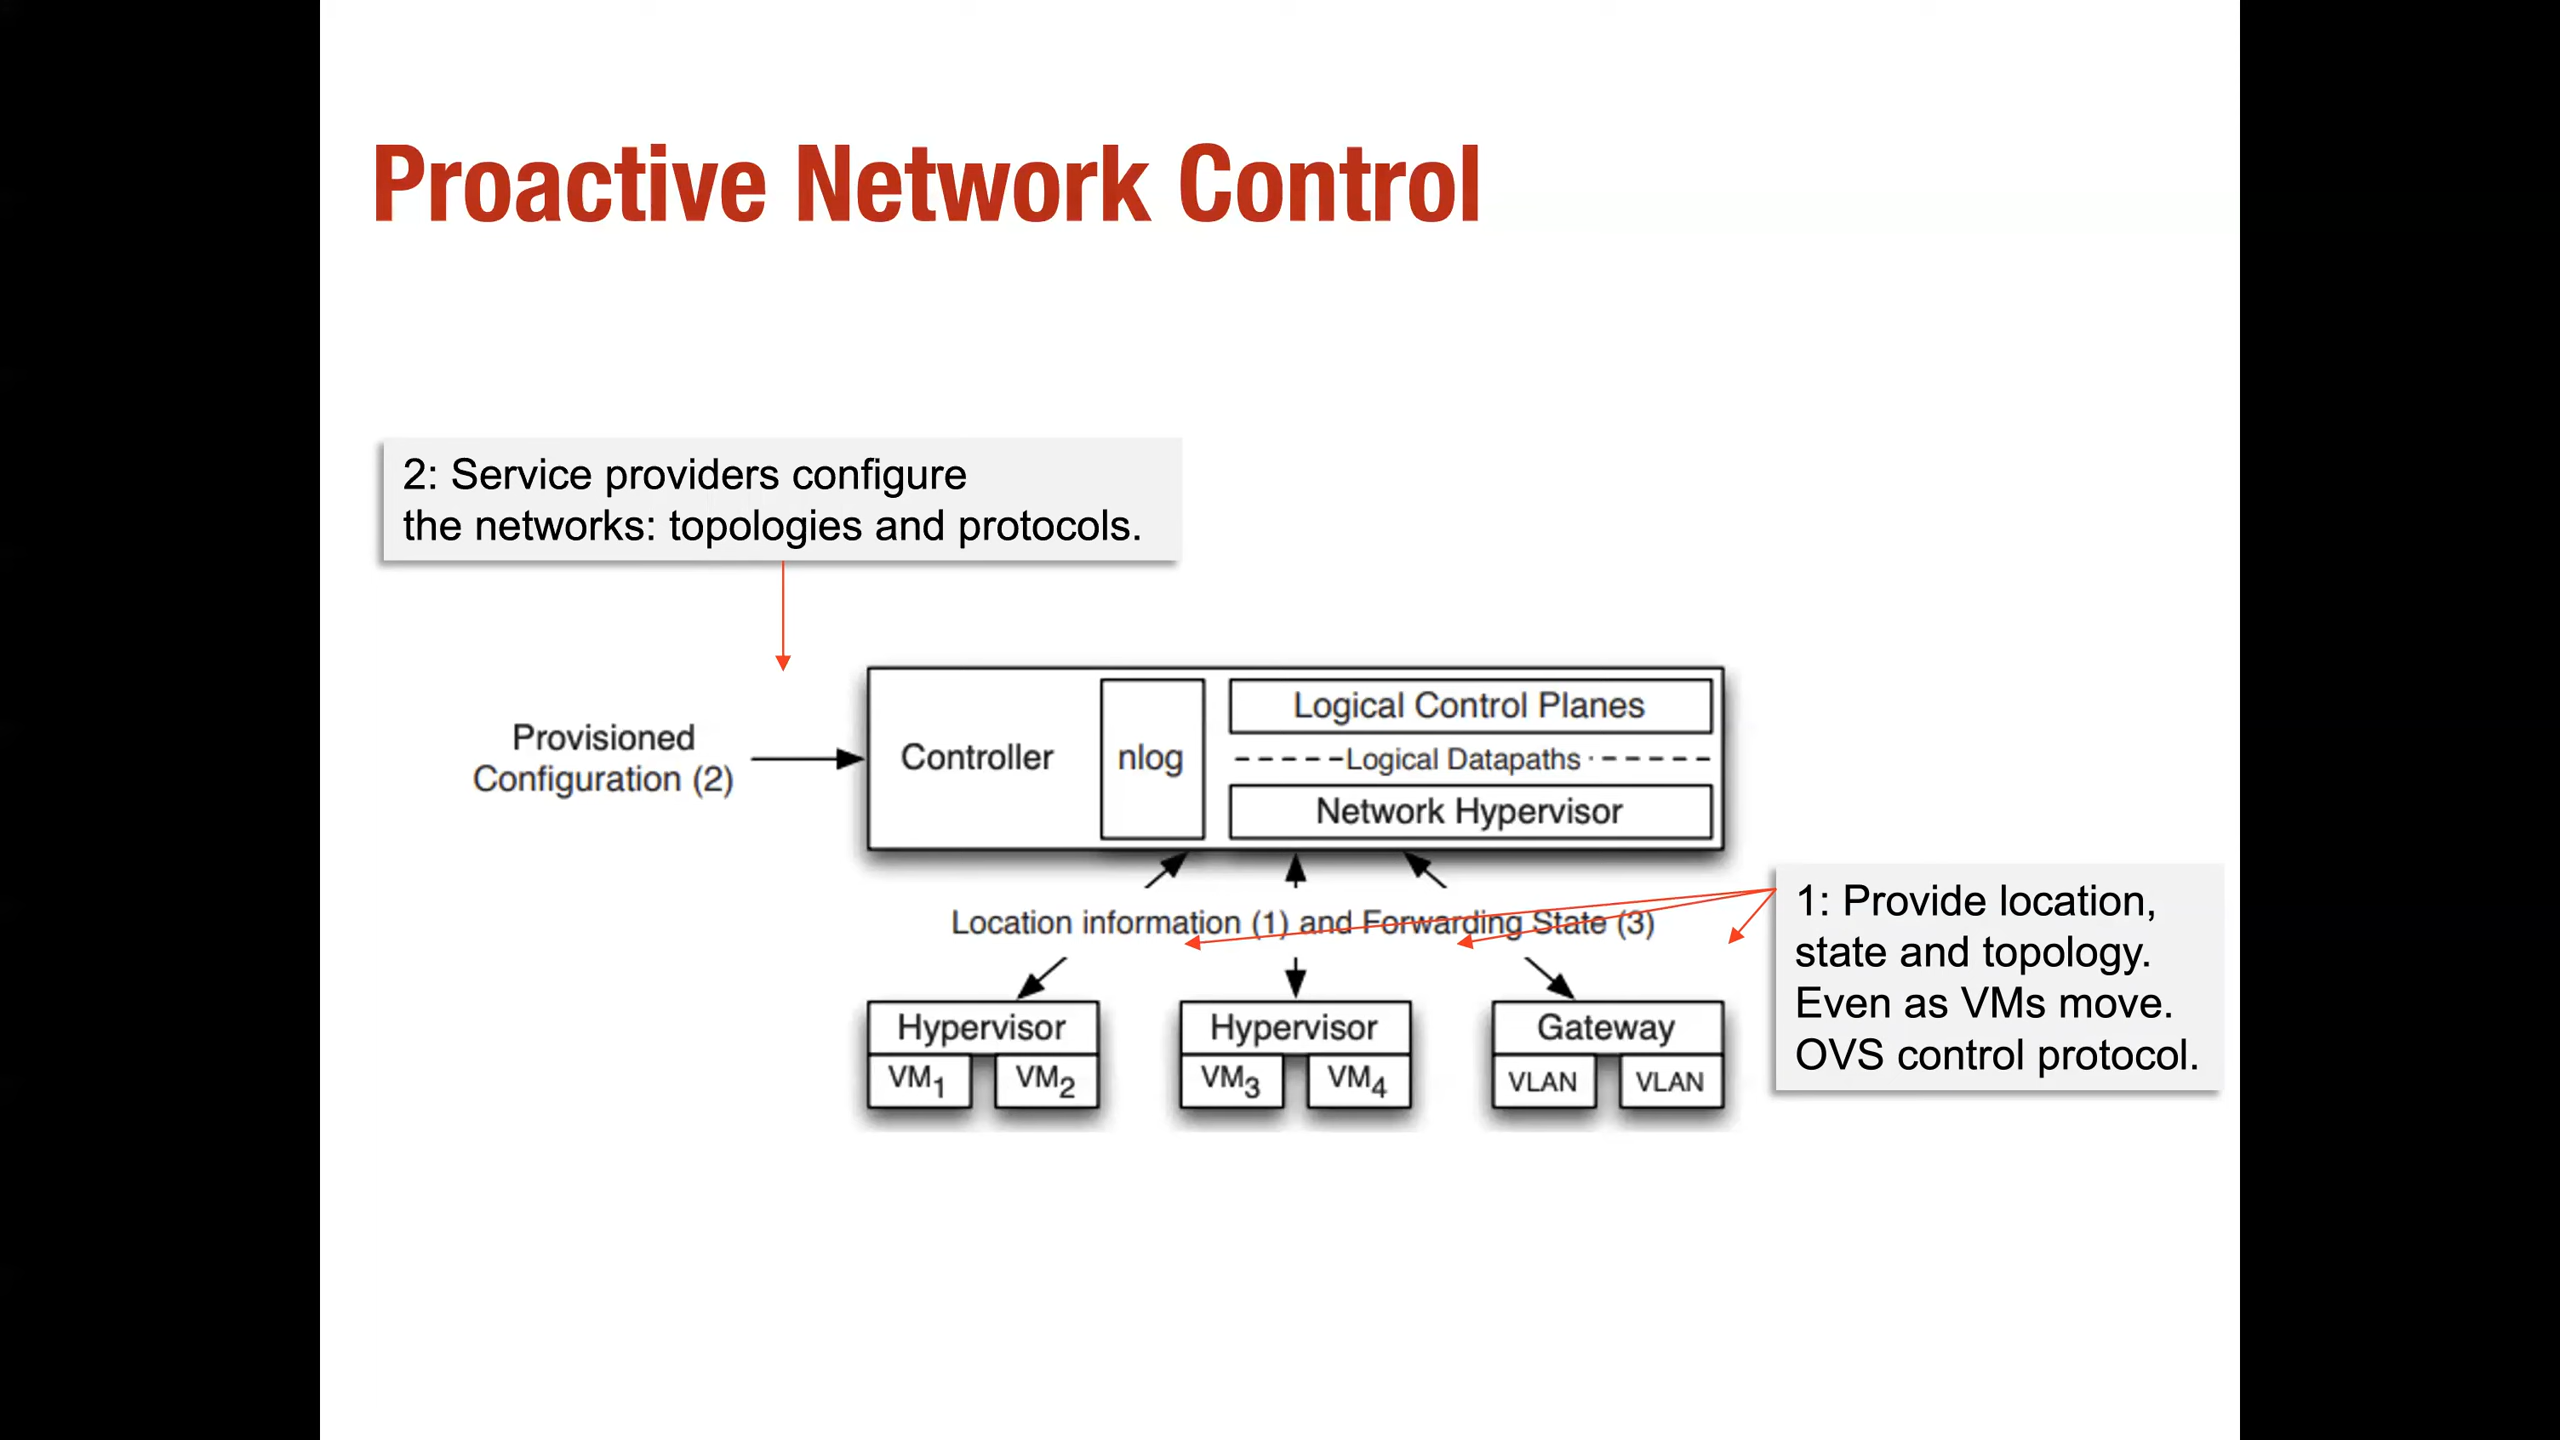 Proactive Network Control
2: Service providers configure
the networks: topologies and protocols.
Provisioned
Configuration (2)
Controller
nlog
Logical Control Planes
Logical Datapaths
Network Hypervisor
Location information (1) and Forwarding State (3)
1: Provide location,
state and topology.
Even as VMs move.
OVS control protocol.
Hypervisor
VM1
VM2
Hypervisor
VM3
VM4
Gateway
VLAN
VLAN